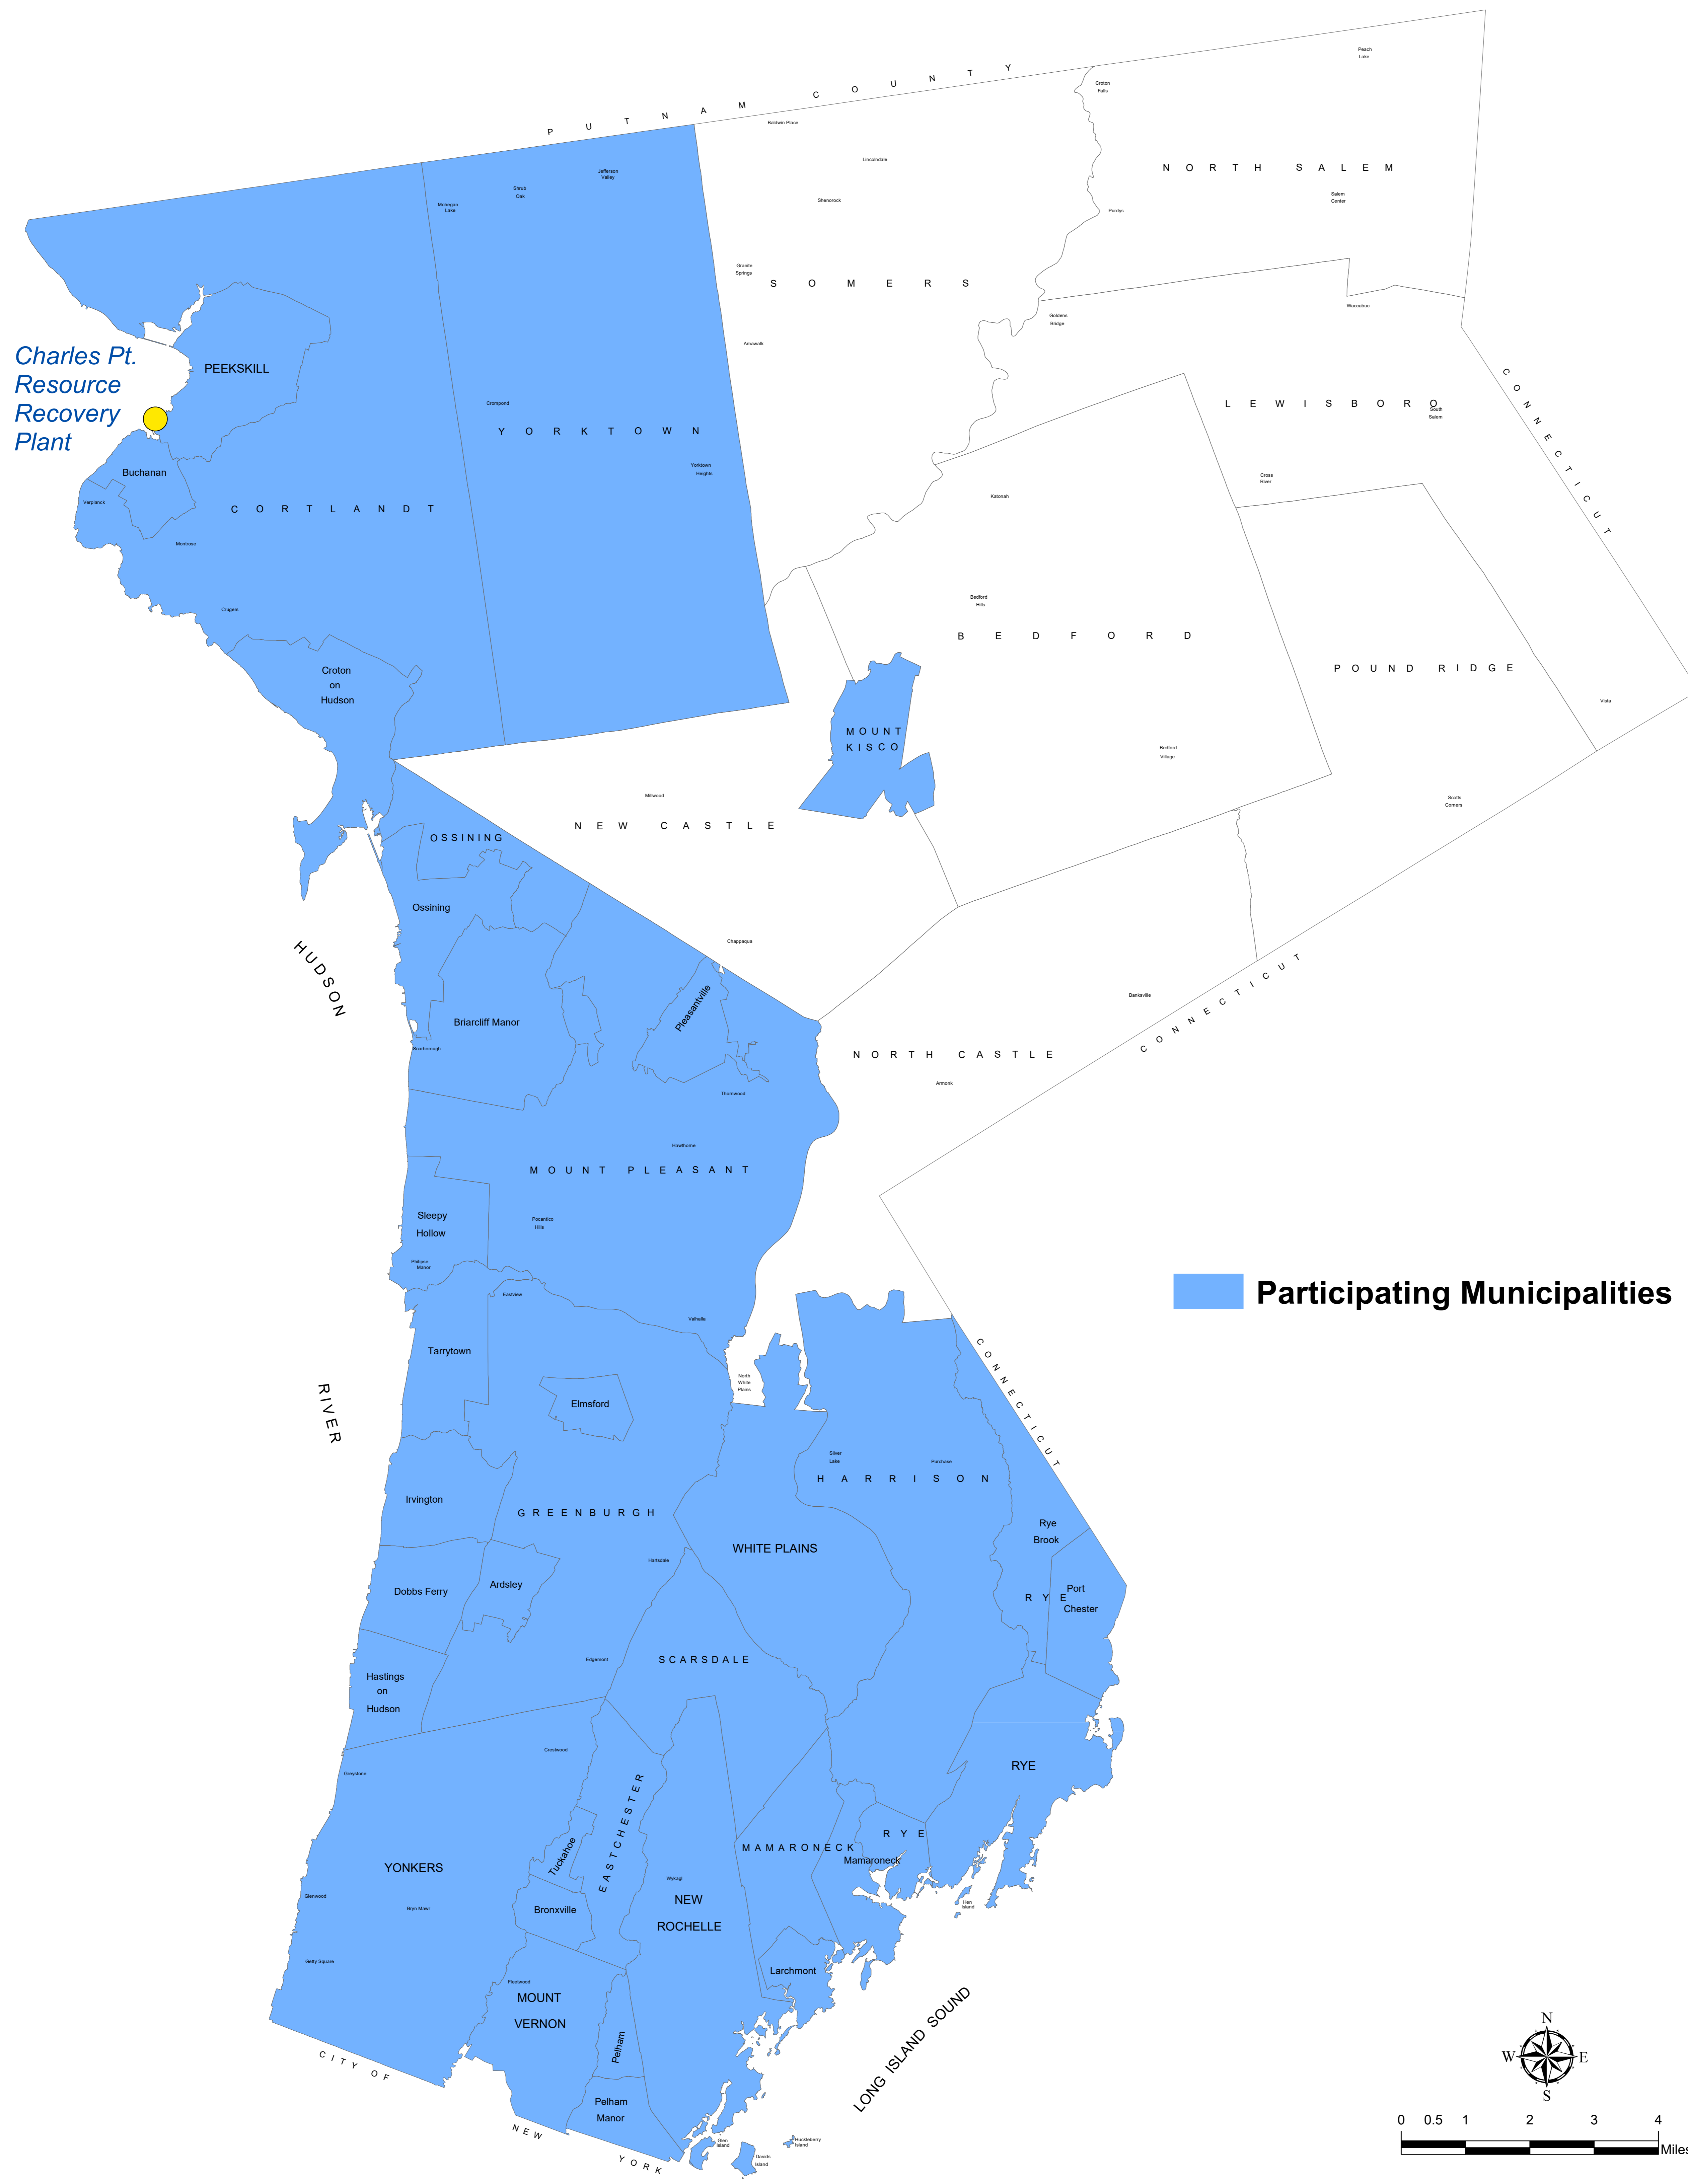 PUTNAM COUNTY
Peach
Lake
Croton
Falls
Baldwin Place
Lincolndale
NORTH SALEM
Jefferson
Valley
Shrub
Oak
Mohegan
Lake
Shenorock
Salem
Center
Purdys
Granite
Springs
SOMERS
Waccabuc
Goldens
Bridge
Amawalk
Charles Pt.
Resource
Recovery
Plant
PEEKSKILL
CONNECTICUT
Crompond
YORKTOWN
LEWISBORO
South
Salem
Yorktown
Heights
Buchanan
Cross
River
Katonah
Verplanck
CORTLANDT
Montrose
Crugers
Bedford
Hills
BEDFORD
Croton
on
Hudson
POUND RIDGE
Vista
MOUNT
KISCO
Bedford
Village
Millwood
Scotts
Corners
NEW CASTLE
OSSINING
Ossining
Chappaqua
HUDSON
CONNECTICUT
Banksville
Pleasantville
Briarcliff Manor
Scarborough
NORTH CASTLE
Armonk
Thornwood
Hawthorne
MOUNT PLEASANT
Sleepy
Hollow
Pocantico
Hills
Philipse
Manor
Eastview
Participating Municipalities
Valhalla
Tarrytown
CONNECTICUT
North
White
Plains
Elmsford
RIVER
Silver
Lake
Purchase
HARRISON
Irvington
GREENBURGH
Rye
Brook
WHITE PLAINS
Hartsdale
Dobbs Ferry
Ardsley
RYE
Port
Chester
Edgemont
SCARSDALE
Hastings
on
Hudson
Crestwood
Greystone
RYE
EASTCHESTER
Tuckahoe
RYE
MAMARONECK
Mamaroneck
YONKERS
Wykagl
NEW
ROCHELLE
Glenwood
Bryn Mawr
Bronxville
Hen
Island
Getty Square
Larchmont
Fleetwood
MOUNT
VERNON
LONG ISLAND SOUND
Pelham
CITY OF
NEW
YORK
Pelham
Manor
Glen
Island
Huckleberry
Island
Davids
Island
N
W
E
S
0 0.5 1 2 3 4
Miles